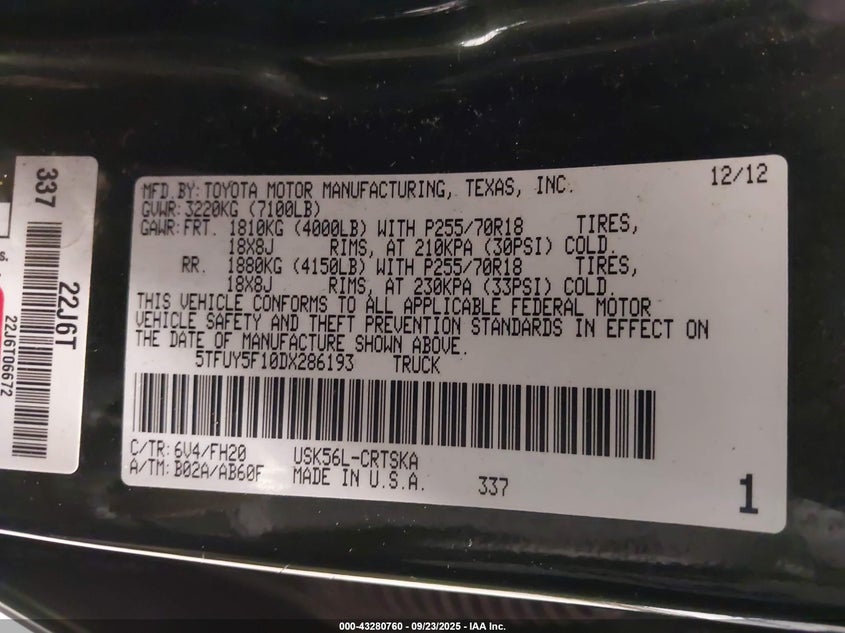 337
22J6T
22J6T06672
s.
MFD.BY:TOYOTA MOTOR MANUFACTURING, TEXAS, INC. 12/12
GVWR:3220KG (7100LB)
GAWR:FRT. 1810KG (4000LB) WITH P255/70R18 TIRES,
18X8J RIMS, AT 210KPA (30PSI) COLD.
RR. 1880KG (4150LB) WITH P255/70R18 TIRES,
18X8J RIMS, AT 230KPA (33PSI) COLD.
THIS VEHICLE CONFORMS TO ALL APPLICABLE FEDERAL MOTOR
VEHICLE SAFETY AND THEFT PREVENTION STANDARDS IN EFFECT ON
THE DATE OF MANUFACTURE SHOWN ABOVE.
5TFUY5F10DX286193 TRUCK
C/TR:6V4/FH20 USK56L-CRTSKA
A/TM:B02A/AB60F MADE IN U.S.A. 337
1
000-43280760 - 09/23/2025 - IAA Inc.